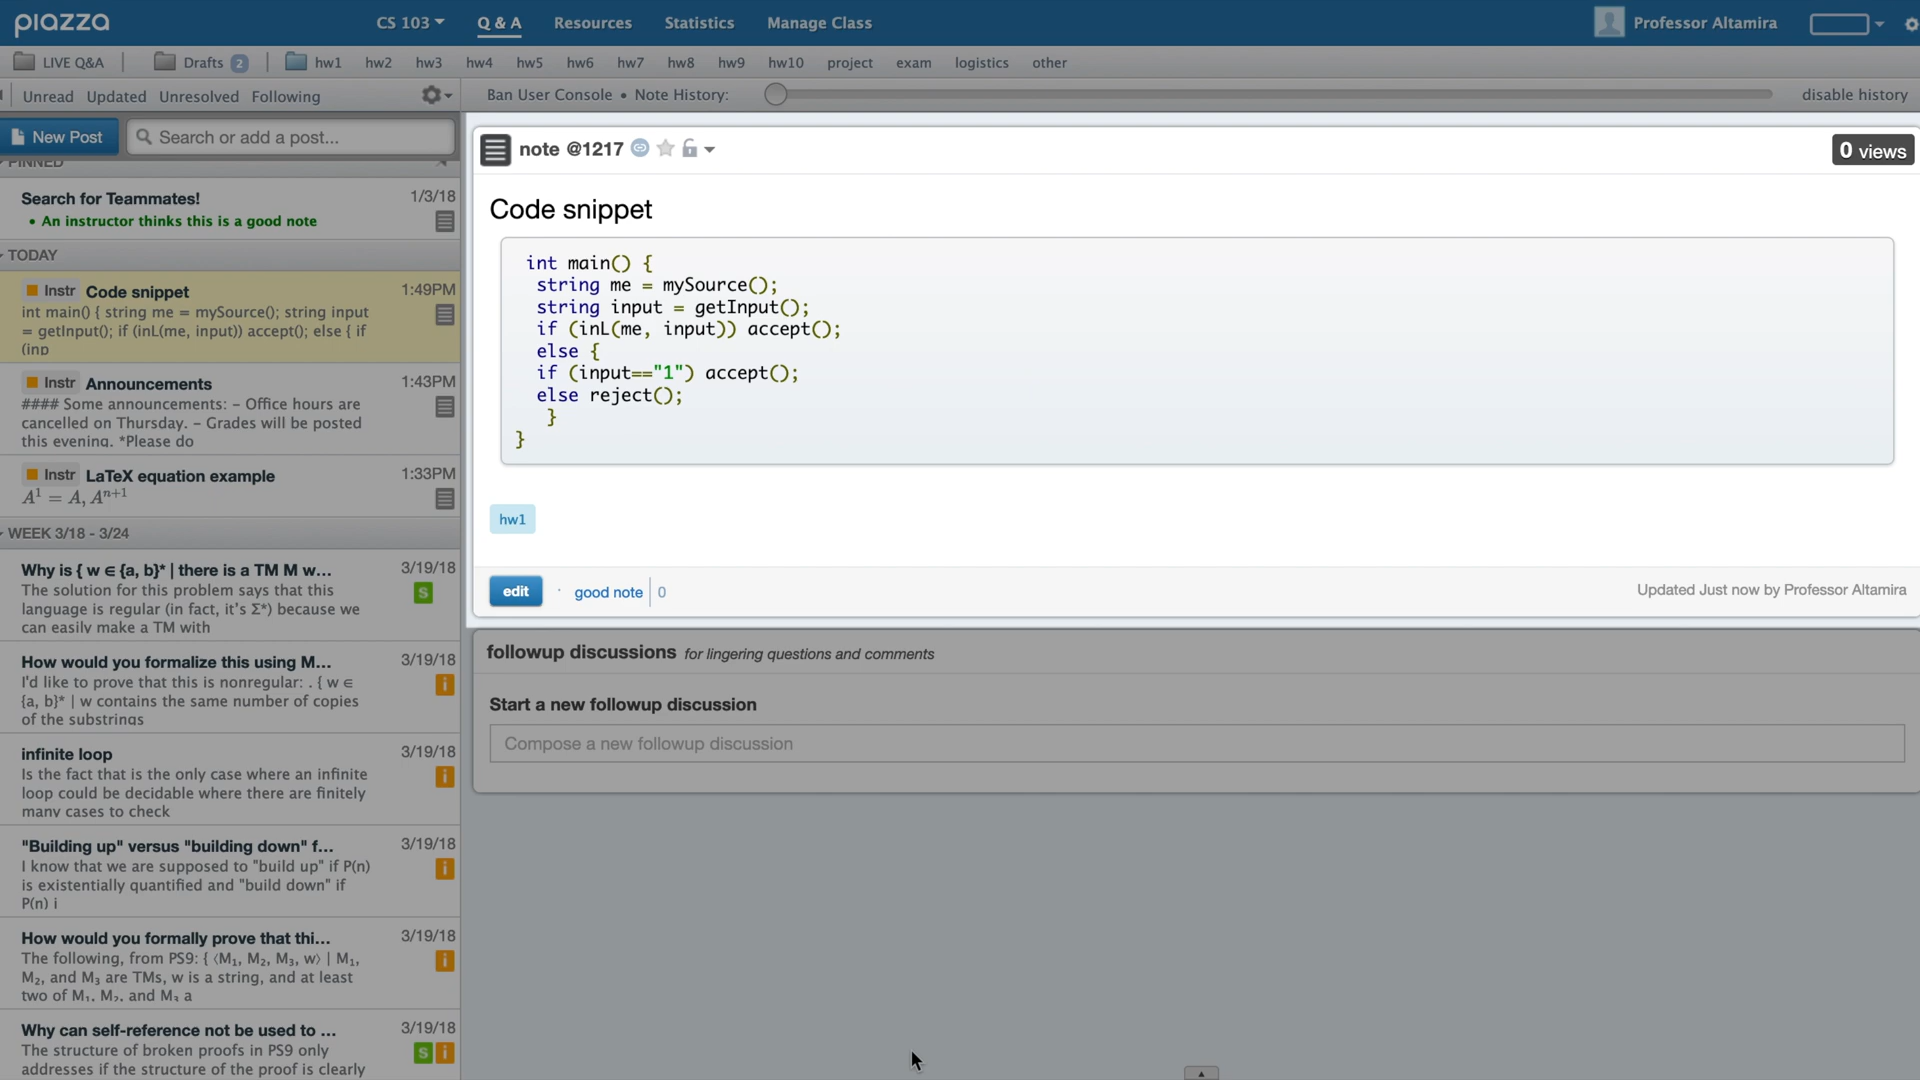 piazza
CS 103
Q & A
Resources
Statistics
Manage Class
Professor Altamira
LIVE Q&A
Drafts 2
hw1
hw2
hw3
hw4
hw5
hw6
hw7
hw8
hw9
hw10
project
exam
logistics
other
Unread Updated Unresolved Following
Ban User Console • Note History:
disable history
New Post
Search or add a post...
PINNED
Search for Teammates! 1/3/18
• An instructor thinks this is a good note
TODAY
Instr Code snippet 1:49PM
int main() { string me = mySource(); string input
= getInput(); if (inL(me, input)) accept(); else { if
(inp
Instr Announcements 1:43PM
#### Some announcements: – Office hours are
cancelled on Thursday. – Grades will be posted
this evening. *Please do
Instr LaTeX equation example 1:33PM
A¹ = A, Aⁿ⁺¹
WEEK 3/18 - 3/24
Why is { w ∈ {a, b}* | there is a TM M w... 3/19/18
The solution for this problem says that this
language is regular (in fact, it's Σ*) because we
can easily make a TM with
S
How would you formalize this using M... 3/19/18
I'd like to prove that this is nonregular: . { w ∈
{a, b}* | w contains the same number of copies
of the substrings
i
infinite loop 3/19/18
Is the fact that is the only case where an infinite
loop could be decidable where there are finitely
many cases to check
i
"Building up" versus "building down" f... 3/19/18
I know that we are supposed to "build up" if P(n)
is existentially quantified and "build down" if
P(n) i
i
How would you formally prove that thi... 3/19/18
The following, from PS9: { ⟨M₁, M₂, M₃, w⟩ | M₁,
M₂, and M₃ are TMs, w is a string, and at least
two of M₁, M₂, and M₃ a
i
Why can self-reference not be used to ... 3/19/18
The structure of broken proofs in PS9 only
addresses if the structure of the proof is clearly
S i
note @1217
0 views
Code snippet
int main() {
string me = mySource();
string input = getInput();
if (inL(me, input)) accept();
else {
if (input=="1") accept();
else reject();
}
}
hw1
edit · good note 0
Updated Just now by Professor Altamira
followup discussions for lingering questions and comments
Start a new followup discussion
Compose a new followup discussion